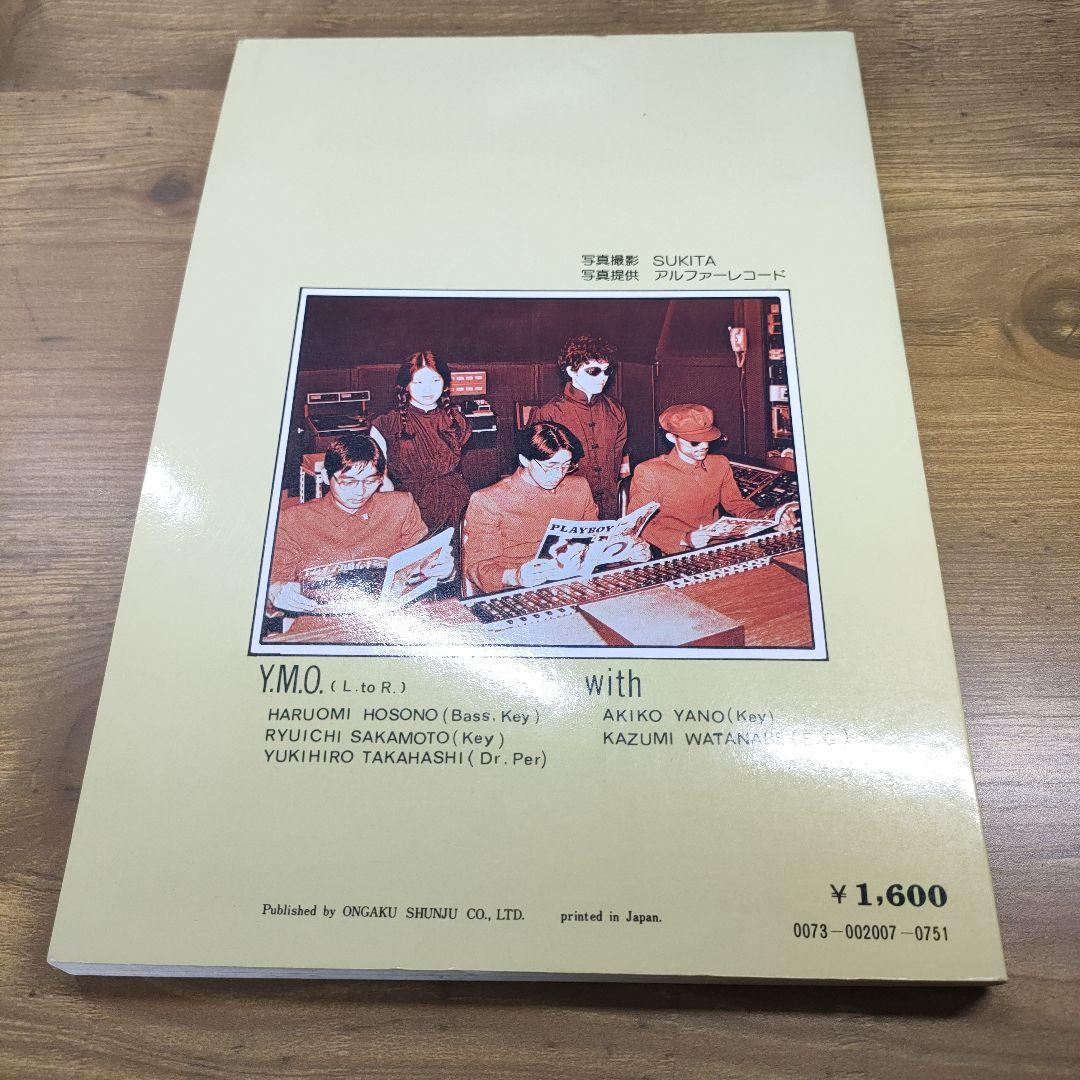 写真撮影 SUKITA
写真提供 アルファーレコード
PLAYBOY
Y.M.O. (L.to R.)
HARUOMI HOSONO (Bass, Key)
RYUICHI SAKAMOTO (Key)
YUKIHIRO TAKAHASHI (Dr, Per)
with
AKIKO YANO (Key)
KAZUMI WATANABE (E.G)
¥1,600
Published by ONGAKU SHUNJU CO., LTD. printed in Japan.
0073-002007-0751